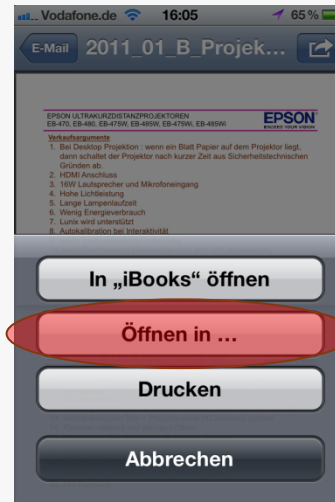 Vodafone.de 16:05 65 %
E-Mail 2011_01_B_Projek...
EPSON ULTRAKURZDISTANZPROJEKTOREN
EB-470, EB-480, EB-475W, EB-485W, EB-475Wi, EB-485Wi
EPSON
EXCEED YOUR VISION
Verkaufsargumente
1. Bei Desktop Projektion : wenn ein Blatt Papier auf dem Projektor liegt,
dann schaltet der Projektor nach kurzer Zeit aus Sicherheitstechnischen
Gründen ab.
2. HDMI Anschluss
3. 16W Lautsprecher und Mikrofoneingang
4. Hohe Lichtleistung
5. Lange Lampenlaufzeit
6. Wenig Energieverbrauch
7. Lunix wird unterstützt
8. Autokalibration bei Interaktivität
In „iBooks“ öffnen
Öffnen in ...
Drucken
Abbrechen